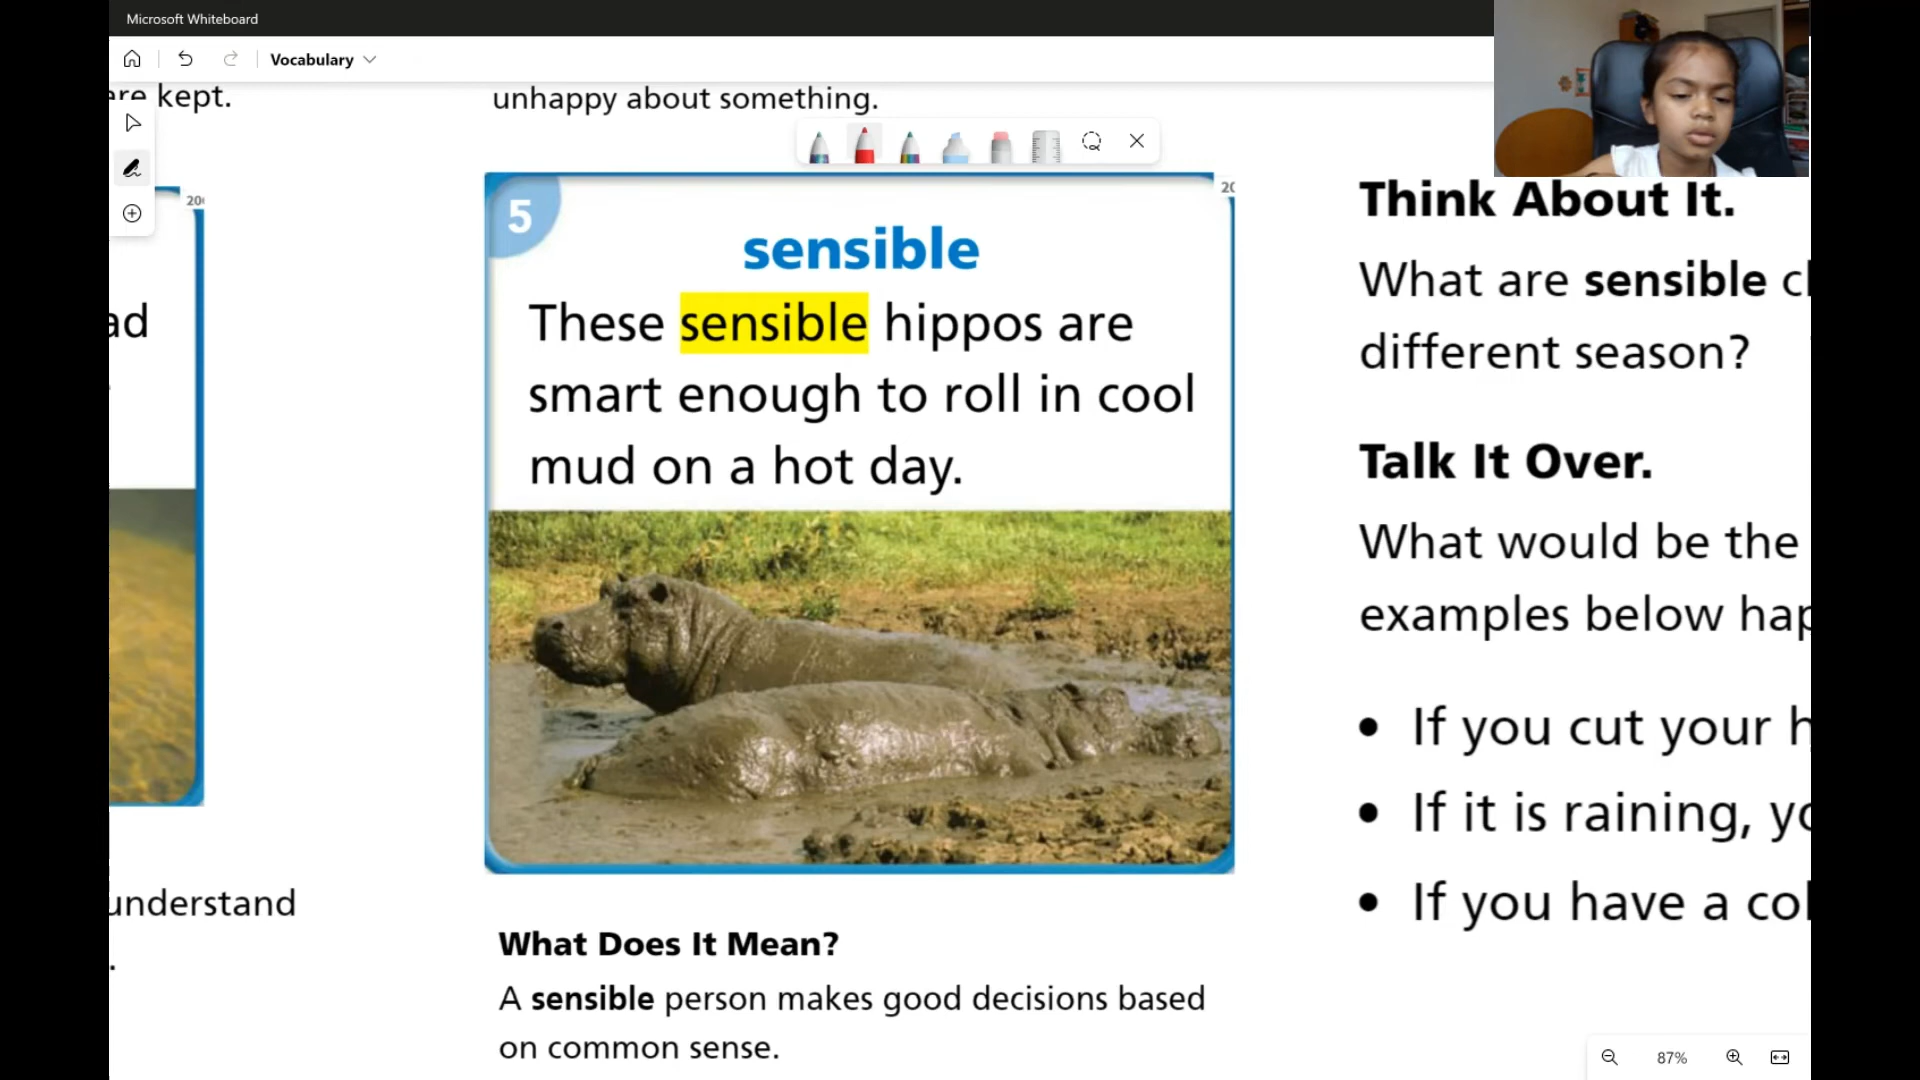 Microsoft Whiteboard
Vocabulary
kept.
unhappy about something.
5
sensible
These sensible hippos are
smart enough to roll in cool
mud on a hot day.
What Does It Mean?
A sensible person makes good decisions based
on common sense.
understand
Think About It.
What are sensible
different season?
Talk It Over.
What would be the
examples below
• If you cut your
• If it is raining,
• If you have a
87%